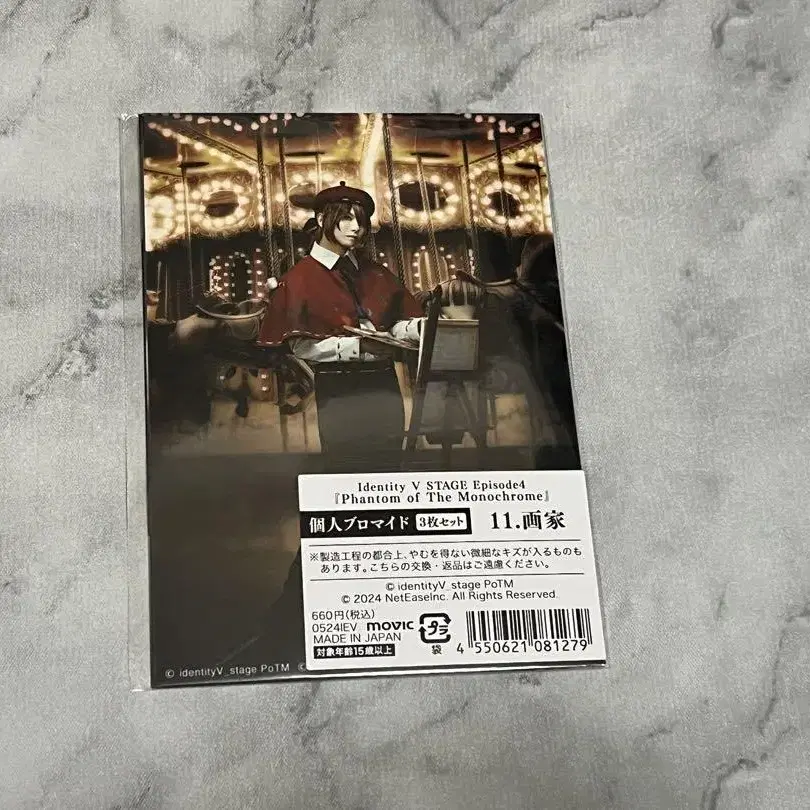 Identity V STAGE Episode4
『Phantom of The Monochrome』
個人ブロマイド 3枚セット 11.画家
※製造工程の都合上、やむを得ない微細なキズが入るものも
あります。こちらの交換・返品はご遠慮ください。
© identityV_stage PoTM
© 2024 NetEaseInc. All Rights Reserved.
660円(税込)
0524IEV movic プラ
MADE IN JAPAN 袋
対象年齢15歳以上
4 550621 081279
© identityV_stage PoTM ©